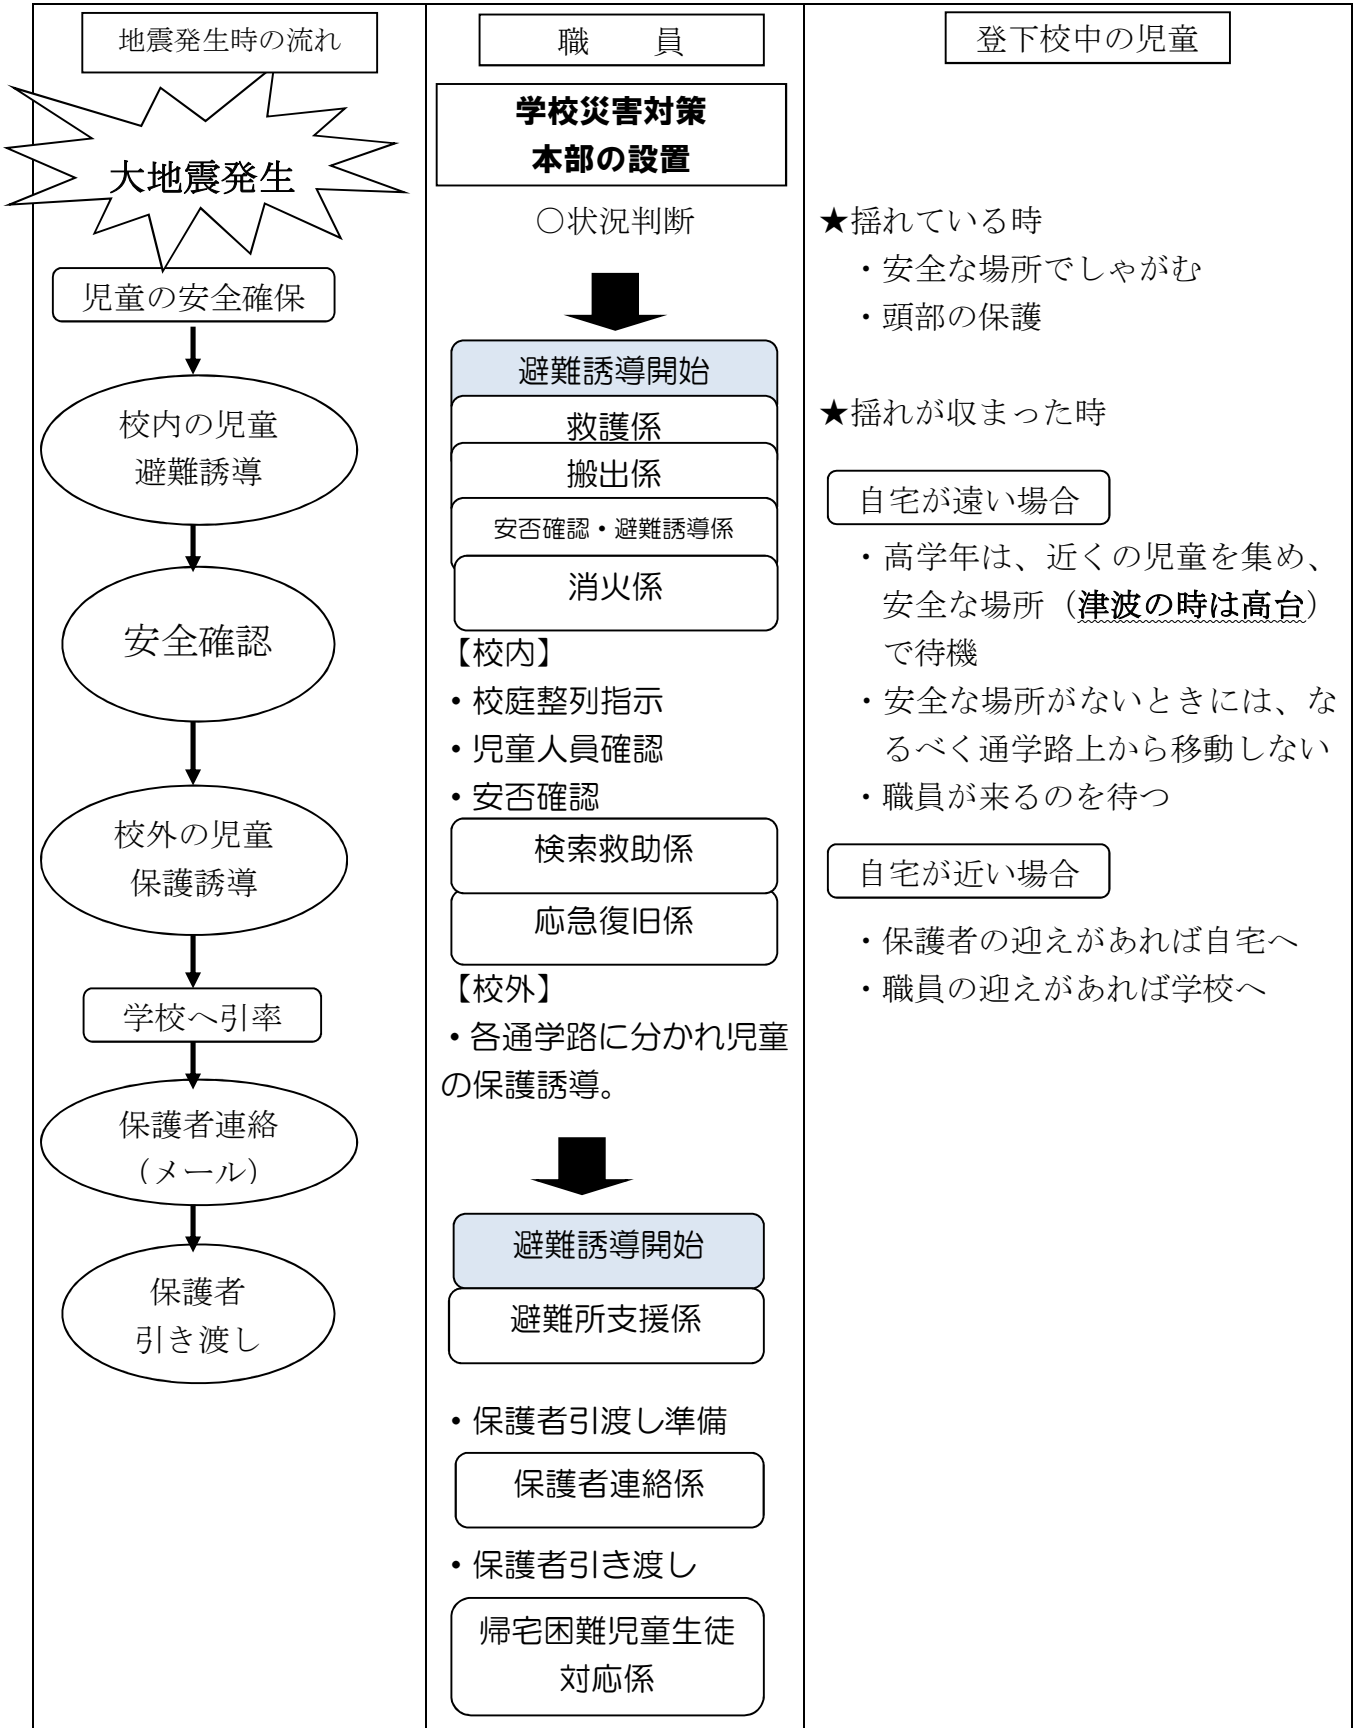 地震発生時の流れ
大地震発生
児童の安全確保
校内の児童
避難誘導
安全確認
校外の児童
保護誘導
学校へ引率
保護者連絡
（メール）
保護者
引き渡し
職　　員
学校災害対策
本部の設置
○状況判断
避難誘導開始
救護係
搬出係
安否確認・避難誘導係
消火係
【校内】
・校庭整列指示
・児童人員確認
・安否確認
検索救助係
応急復旧係
【校外】
・各通学路に分かれ児童
の保護誘導。
避難誘導開始
避難所支援係
・保護者引渡し準備
保護者連絡係
・保護者引き渡し
帰宅困難児童生徒
対応係
登下校中の児童
★揺れている時
・安全な場所でしゃがむ
・頭部の保護
★揺れが収まった時
自宅が遠い場合
・高学年は、近くの児童を集め、
安全な場所（津波の時は高台）
で待機
・安全な場所がないときには、な
るべく通学路上から移動しない
・職員が来るのを待つ
自宅が近い場合
・保護者の迎えがあれば自宅へ
・職員の迎えがあれば学校へ